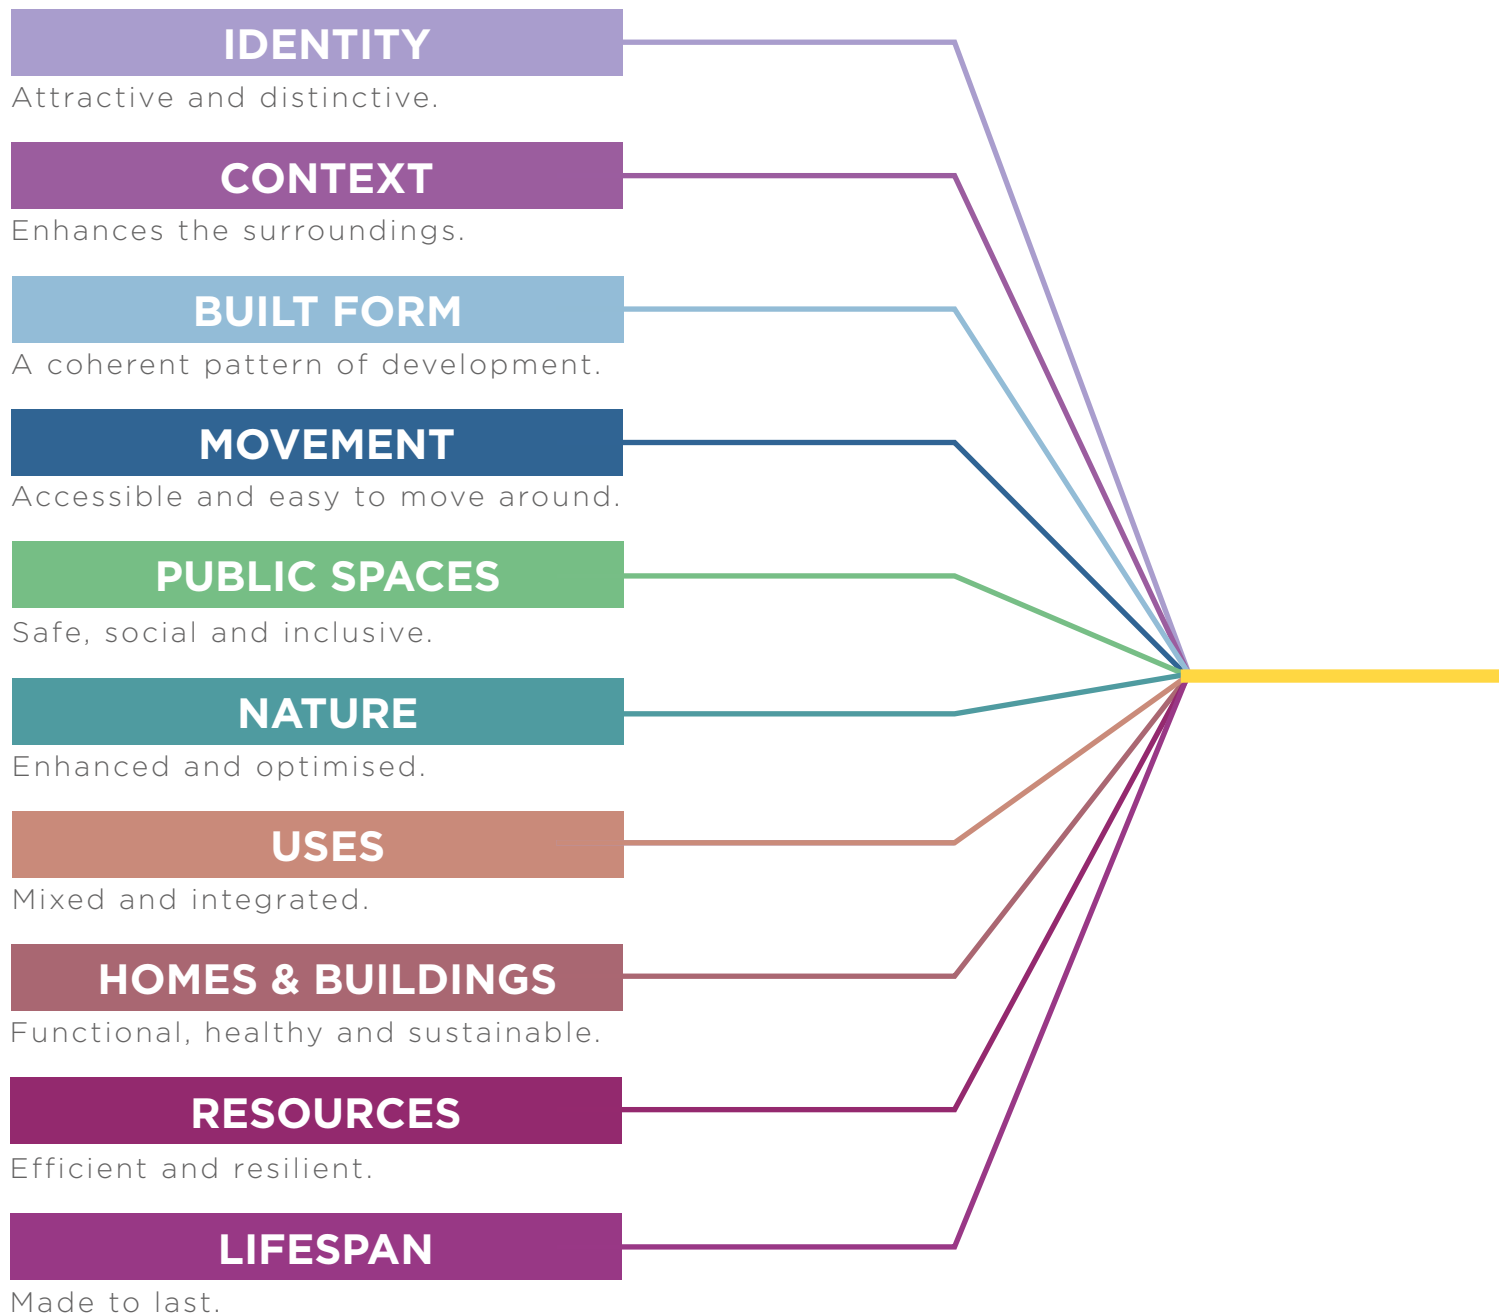 IDENTITY
Attractive and distinctive.
CONTEXT
Enhances the surroundings.
BUILT FORM
A coherent pattern of development.
MOVEMENT
Accessible and easy to move around.
PUBLIC SPACES
Safe, social and inclusive.
NATURE
Enhanced and optimised.
USES
Mixed and integrated.
HOMES & BUILDINGS
Functional, healthy and sustainable.
RESOURCES
Efficient and resilient.
LIFESPAN
Made to last.